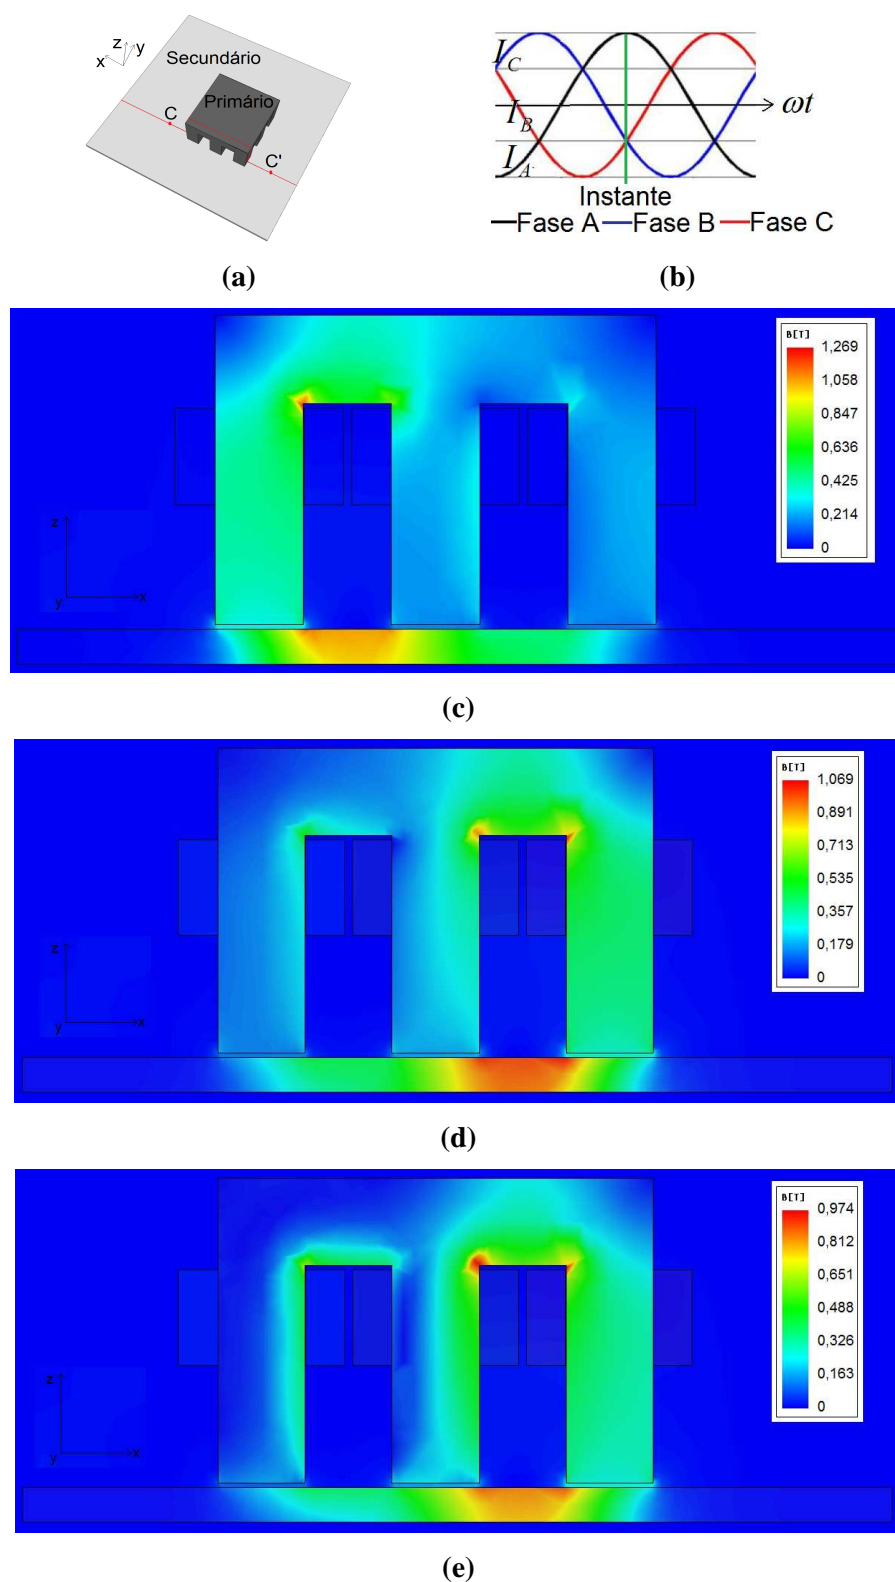 z
y
x
Secundário
Primário
C
C'
(a)
I_C
I_B
I_A
ωt
Instante
Fase A Fase B Fase C
(b)
B[T]
1,269
1,058
0,847
0,636
0,425
0,214
0
z
y
x
(c)
B[T]
1,069
0,891
0,713
0,535
0,357
0,179
0
z
y
x
(d)
B[T]
0,974
0,812
0,651
0,488
0,326
0,163
0
z
y
x
(e)